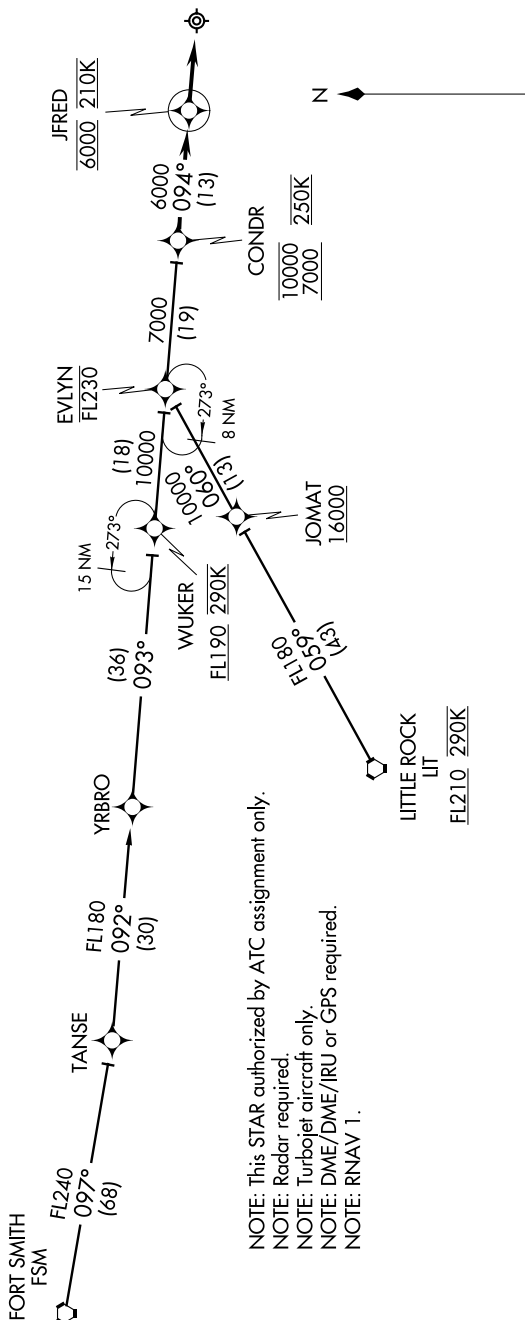 FORT SMITH
FSM
FL240
097°
(68)
TANSE
FL180
092°
(30)
YRBRO
(36)
093°
15 NM
273°
WUKER
FL190 290K
(18)
10000
EVLYN
FL230
273°
8 NM
10000
060°
(13)
JOMAT
16000
FL180
059°
(43)
LITTLE ROCK
LIT
FL210 290K
7000
(19)
CONDR
10000 250K
7000
6000
094°
(13)
JFRED
6000 210K
N
NOTE: This STAR authorized by ATC assignment only.
NOTE: Radar required.
NOTE: Turbojet aircraft only.
NOTE: DME/DME/IRU or GPS required.
NOTE: RNAV 1.